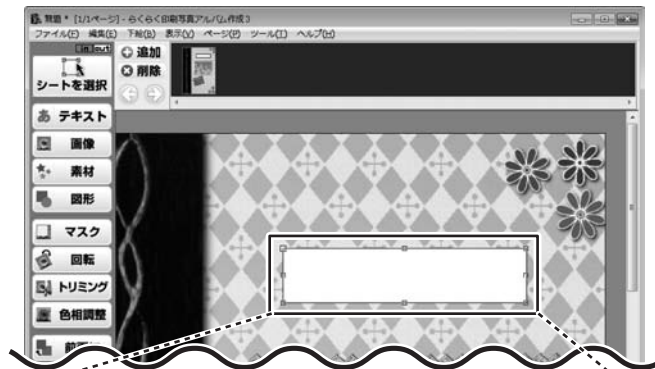 無題 * [1/1ページ] - らくらく印刷写真アルバム作成3
ファイル(F) 編集(E) 下絵(B) 表示(V) ページ(P) ツール(T) ヘルプ(H)
in out
シートを選択
追加
削除
あ テキスト
画像
素材
図形
マスク
回転
トリミング
色相調整